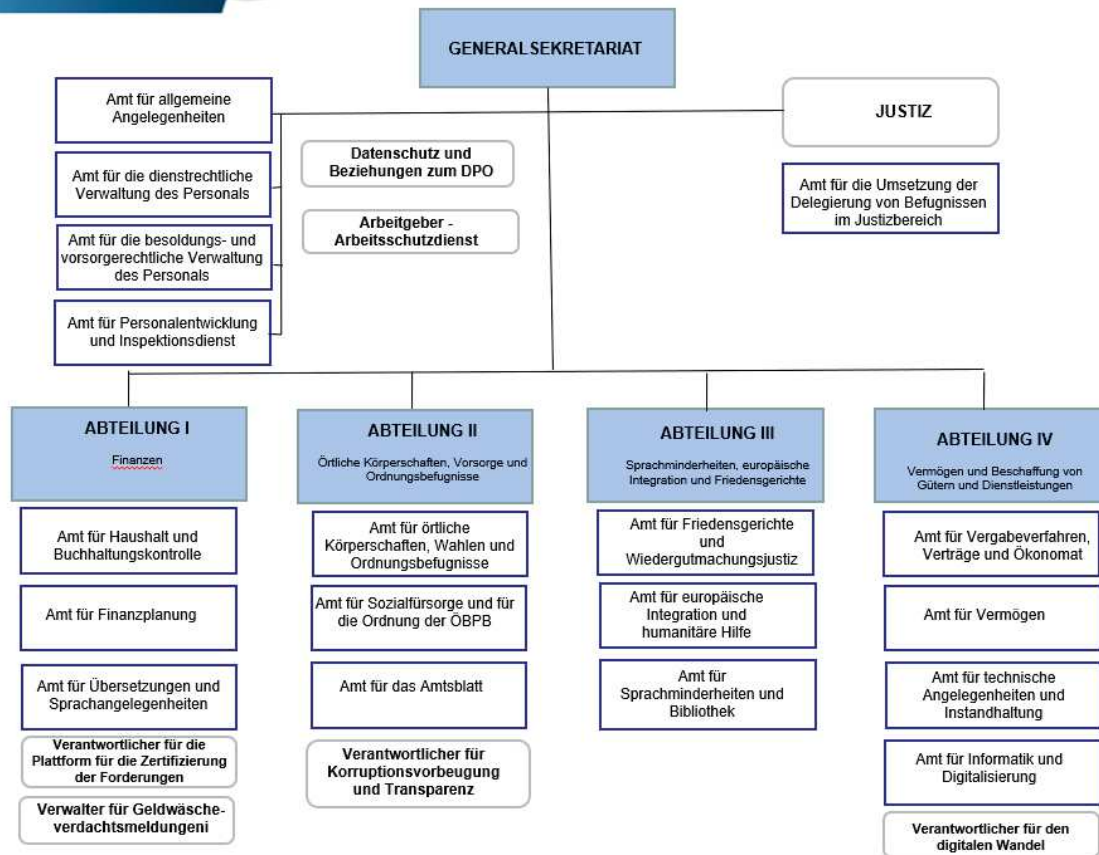 GENERALSEKRETARIAT
Amt für allgemeine
Angelegenheiten
Amt für die dienstrechtliche
Verwaltung des Personals
Amt für die besoldungs- und
vorsorgerechtliche Verwaltung
des Personals
Amt für Personalentwicklung
und Inspektionsdienst
Datenschutz und
Beziehungen zum DPO
Arbeitgeber -
Arbeitsschutzdienst
JUSTIZ
Amt für die Umsetzung der
Delegierung von Befugnissen
im Justizbereich
ABTEILUNG I
Finanzen
Amt für Haushalt und
Buchhaltungskontrolle
Amt für Finanzplanung
Amt für Übersetzungen und
Sprachangelegenheiten
Verantwortlicher für die
Plattform für die Zertifizierung
der Forderungen
Verwalter für Geldwäsche-
verdachtsmeldungeni
ABTEILUNG II
Örtliche Körperschaften, Vorsorge und
Ordnungsbefugnisse
Amt für örtliche
Körperschaften, Wahlen und
Ordnungsbefugnisse
Amt für Sozialfürsorge und für
die Ordnung der ÖBPB
Amt für das Amtsblatt
Verantwortlicher für
Korruptionsvorbeugung
und Transparenz
ABTEILUNG III
Sprachminderheiten, europäische
Integration und Friedensgerichte
Amt für Friedensgerichte
und
Wiedergutmachungsjustiz
Amt für europäische
Integration und
humanitäre Hilfe
Amt für
Sprachminderheiten und
Bibliothek
ABTEILUNG IV
Vermögen und Beschaffung von
Gütern und Dienstleistungen
Amt für Vergabeverfahren,
Verträge und Ökonomat
Amt für Vermögen
Amt für technische
Angelegenheiten und
Instandhaltung
Amt für Informatik und
Digitalisierung
Verantwortlicher für den
digitalen Wandel